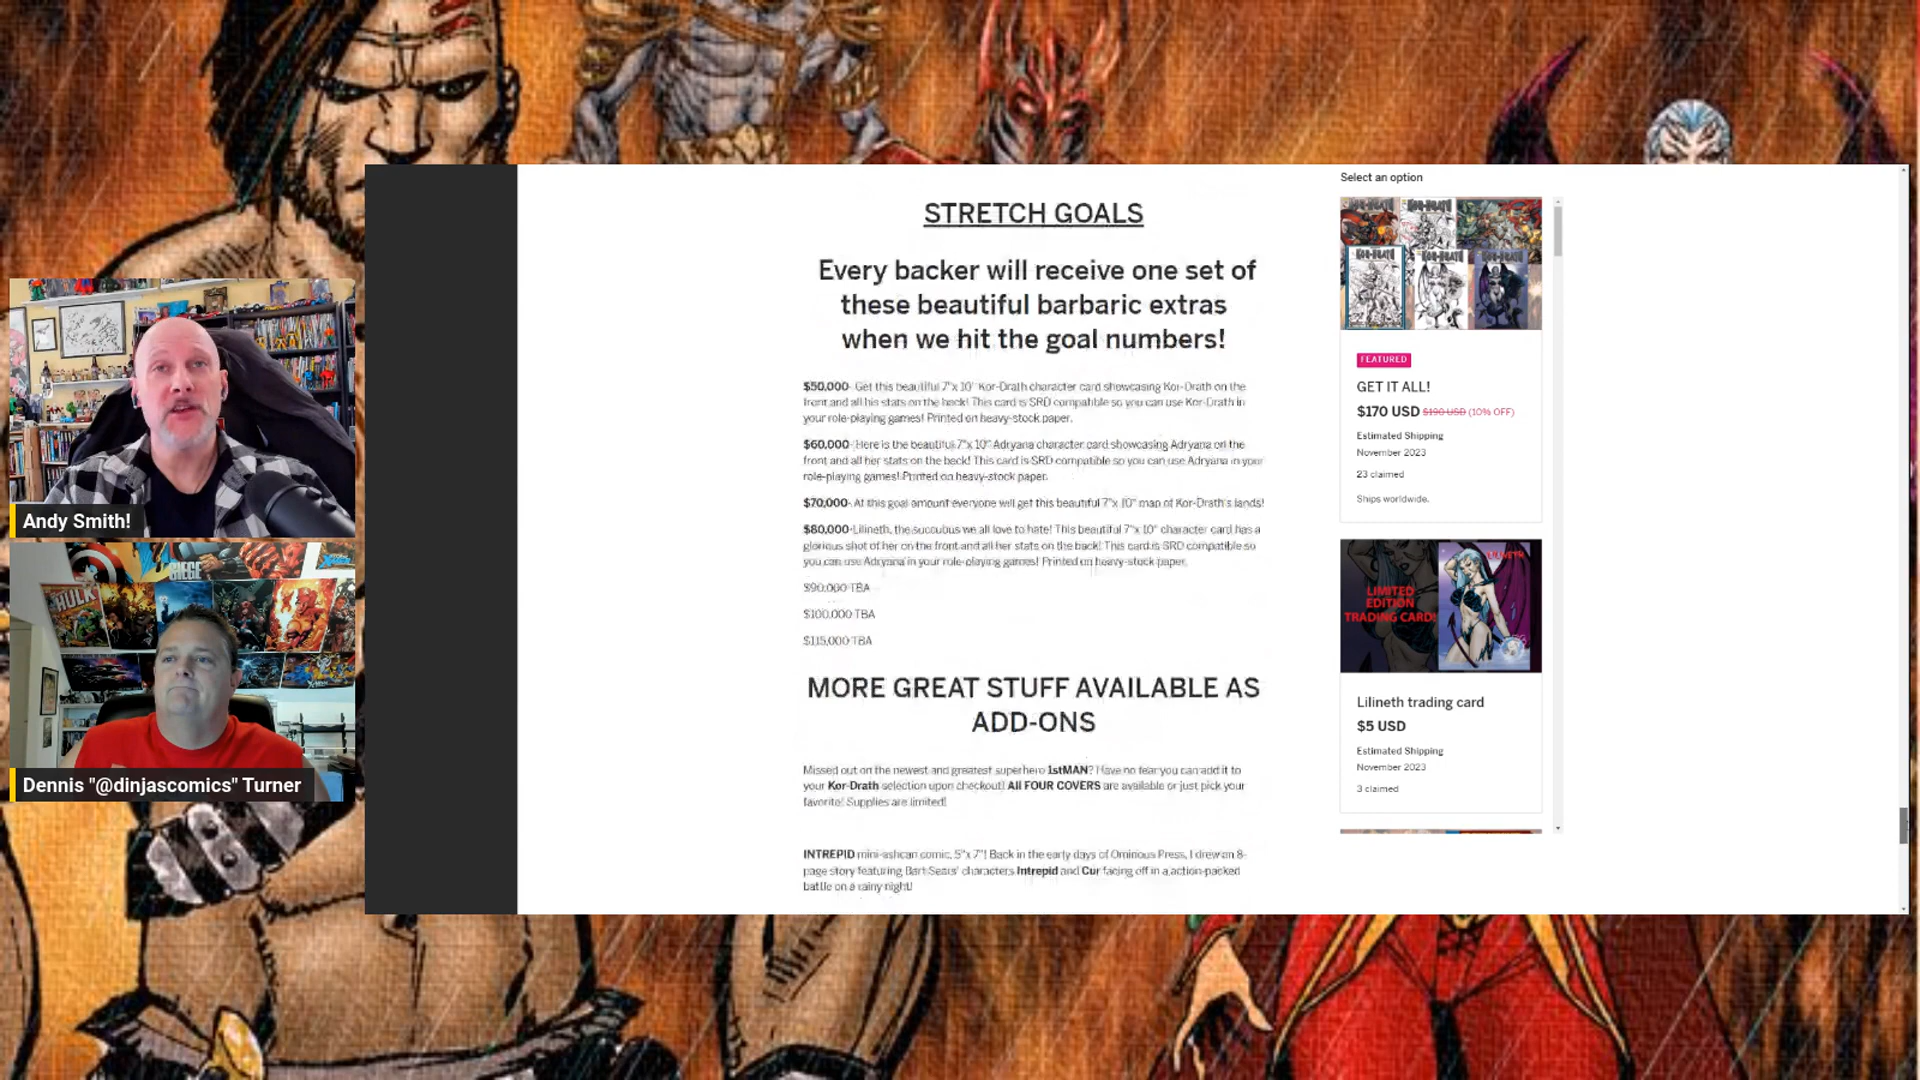 Select an option
STRETCH GOALS
Every backer will receive one set of
these beautiful barbaric extras
when we hit the goal numbers!
$50,000- Get this beautiful 7"x 10" Kor-Drath character card showcasing Kor-Drath on the
front and all his stats on the back! This card is SRD compatible so you can use Kor-Drath in
your role-playing games! Printed on heavy-stock paper.
$60,000- Here is the beautiful 7"x 10" Adryana character card showcasing Adryana on the
front and all her stats on the back! This card is SRD compatible so you can use Adryana in your
role-playing games! Printed on heavy-stock paper.
$70,000- At this goal amount everyone will get this beautiful 7"x 10" map of Kor-Drath's lands!
$80,000-Lilineth, the succubus we all love to hate! This beautiful 7"x 10" character card has a
glorious shot of her on the front and all her stats on the back! This card is SRD compatible so
you can use Adryana in your role-playing games! Printed on heavy-stock paper.
$90,000 TBA
$100,000 TBA
$115,000 TBA
MORE GREAT STUFF AVAILABLE AS
ADD-ONS
Missed out on the newest and greatest superhero 1stMAN? Have no fear you can add it to
your Kor-Drath selection upon checkout! All FOUR COVERS are available or just pick your
favorite! Supplies are limited!
INTREPID mini-ashcan comic, 5"x 7"! Back in the early days of Ominous Press, I drew an 8-
page story featuring Bart Sears' characters Intrepid and Cur facing off in a action-packed
battle on a rainy night!
KOR-DRATH
KOR-DRATH
KOR-DRATH
KOR-DRATH
KOR-DRATH
FEATURED
GET IT ALL!
$170 USD $190 USD (10% OFF)
Estimated Shipping
November 2023
23 claimed
Ships worldwide.
LIMITED
EDITION
TRADING CARD!
LILINETH
Lilineth trading card
$5 USD
Estimated Shipping
November 2023
3 claimed
Andy Smith!
SIEGE
HULK
Dennis "@dinjascomics" Turner